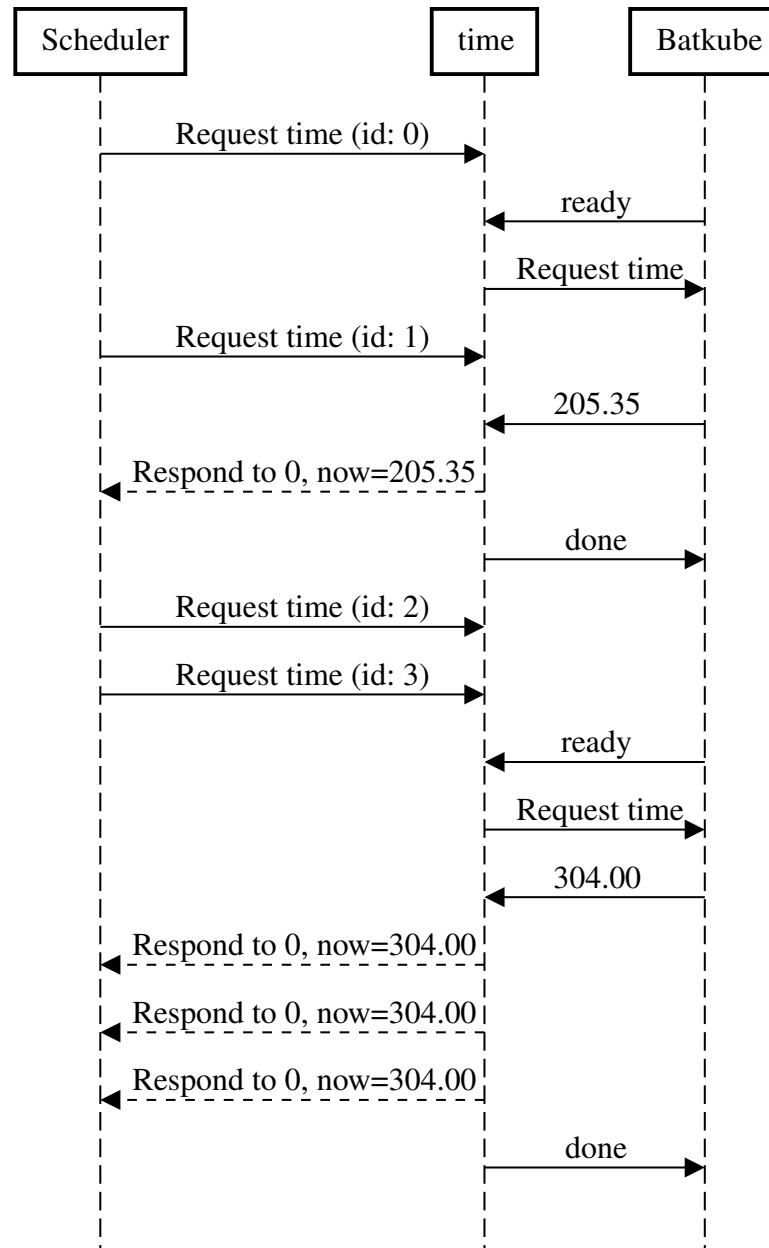 Scheduler
time
Batkube
Request time (id: 0)
ready
Request time
Request time (id: 1)
205.35
Respond to 0, now=205.35
done
Request time (id: 2)
Request time (id: 3)
ready
Request time
304.00
Respond to 0, now=304.00
Respond to 0, now=304.00
Respond to 0, now=304.00
done